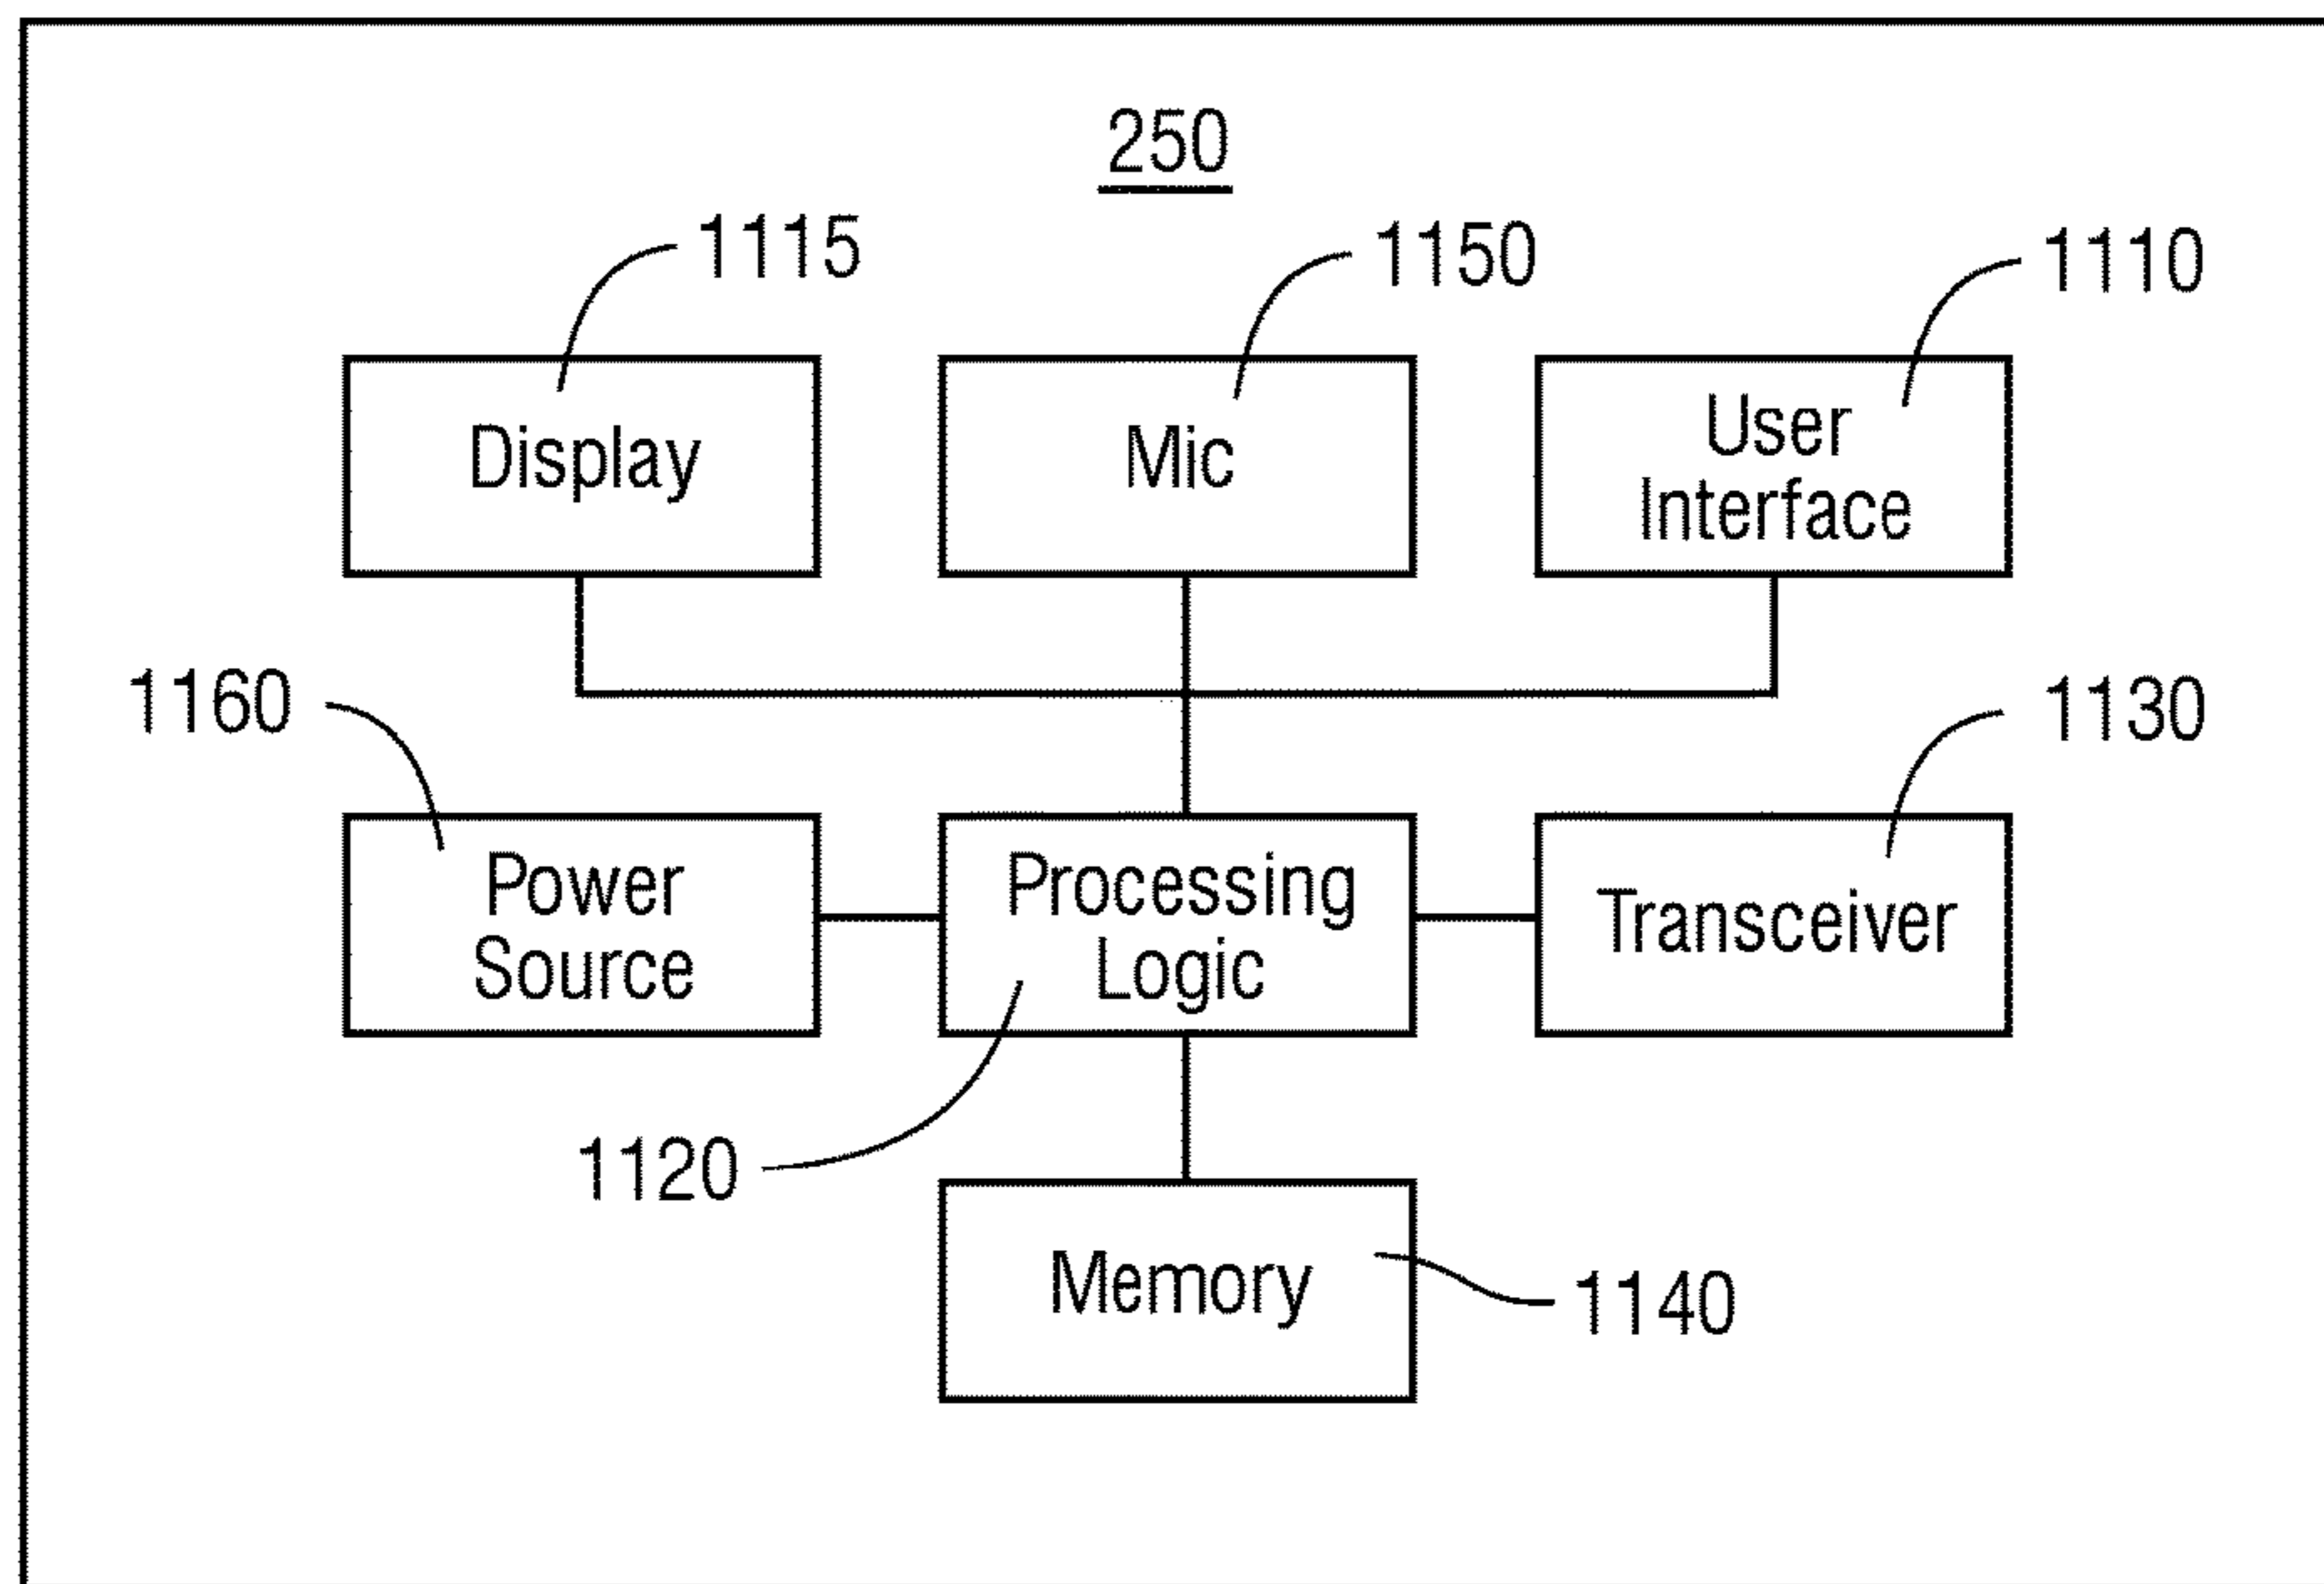 250
1115
1150
1110
Display
Mic
User
Interface
1160
1130
Power
Source
Processing
Logic
Transceiver
1120
Memory
1140